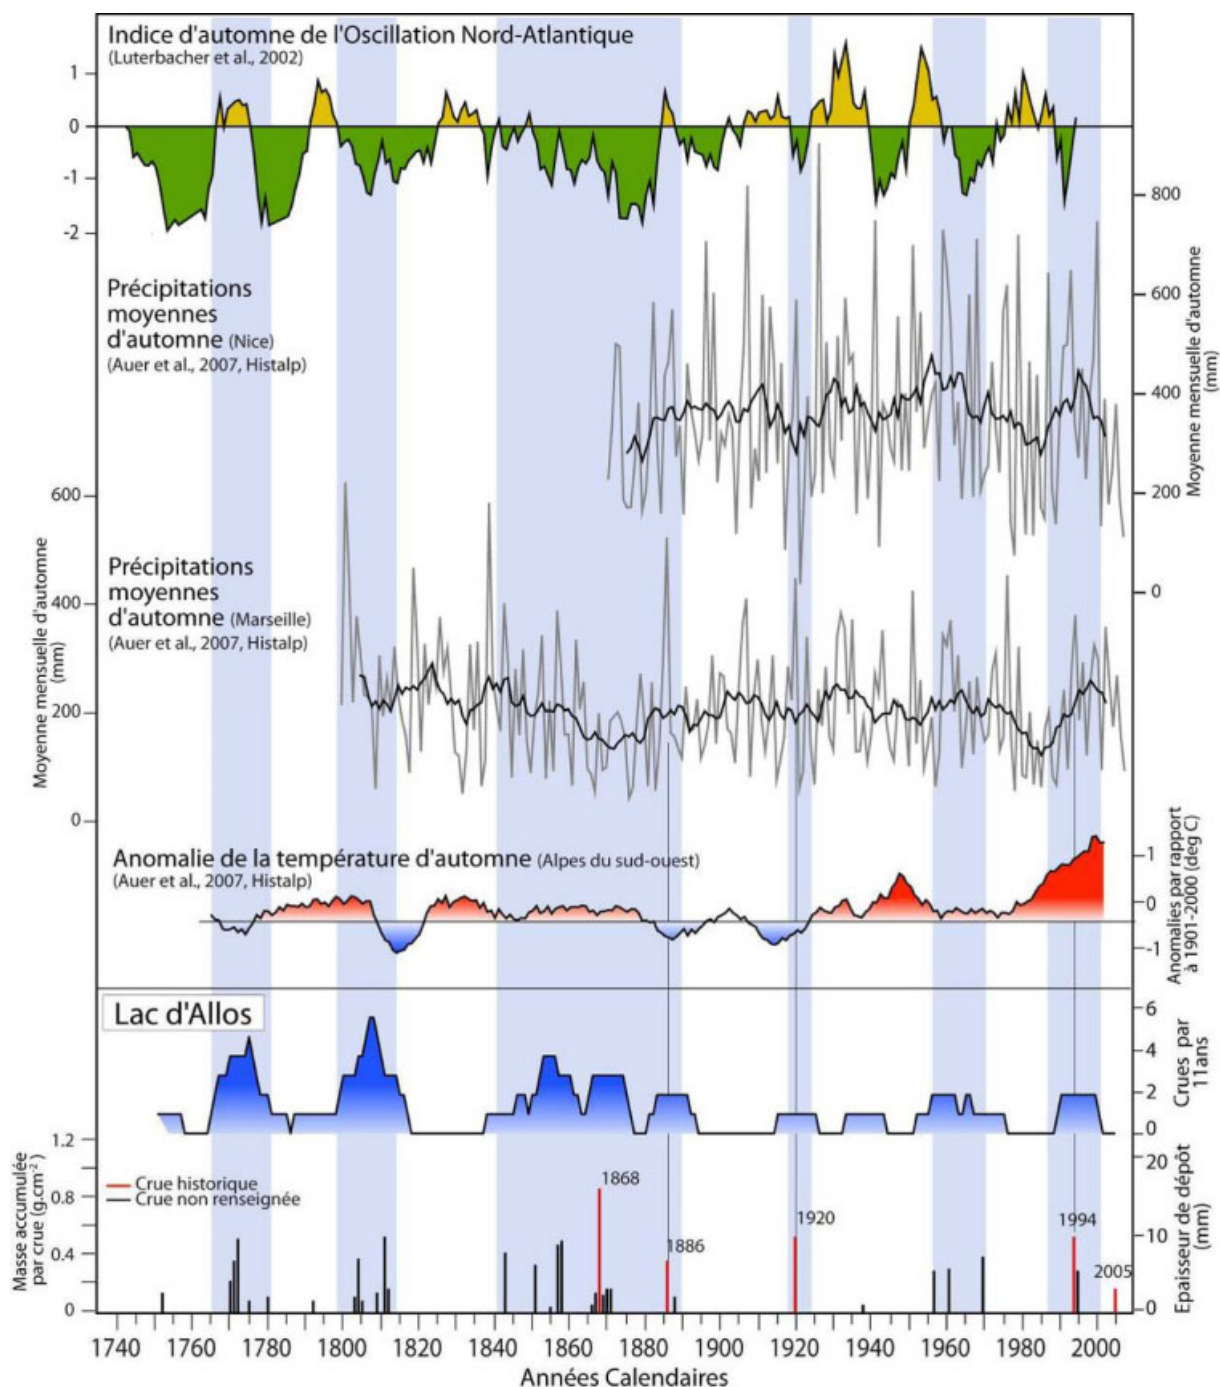 Indice d'automne de l'Oscillation Nord-Atlantique
(Luterbacher et al., 2002)
1
0
-1
-2
Précipitations
moyennes
d'automne (Nice)
(Auer et al., 2007, Histalp)
800
600
400
200
0
Moyenne mensuelle d'automne
(mm)
Précipitations
moyennes
d'automne (Marseille)
(Auer et al., 2007, Histalp)
600
400
200
0
Moyenne mensuelle d'automne
(mm)
Anomalie de la température d'automne (Alpes du sud-ouest)
(Auer et al., 2007, Histalp)
1
0
-1
Anomalies par rapport
à 1901-2000 (deg C)
Lac d'Allos
6
4
2
0
Crues par
11ans
1.2
0.8
0.4
0
Masse accumulée
par crue (g.cm-2)
Crue historique
Crue non renseignée
1868
1886
1920
1994
2005
20
10
0
Epaisseur de dépôt
(mm)
1740 1760 1780 1800 1820 1840 1860 1880 1900 1920 1940 1960 1980 2000
Années Calendaires